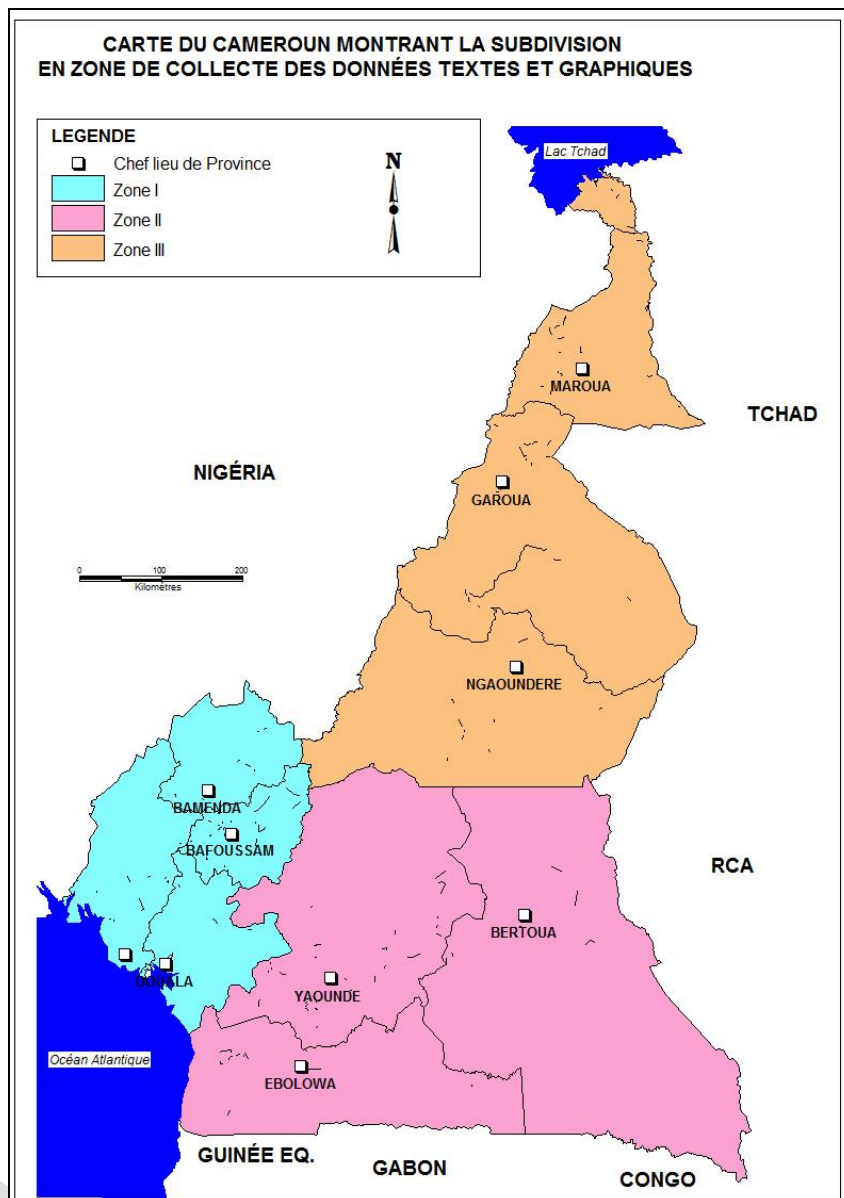 CARTE DU CAMEROUN MONTRANT LA SUBDIVISION
EN ZONE DE COLLECTE DES DONNÉES TEXTES ET GRAPHIQUES
LEGENDE
Chef lieu de Province
Zone I
Zone II
Zone III
N
Lac Tchad
MAROUA
TCHAD
NIGÉRIA
GAROUA
0 100 200
Kilomètres
NGAOUNDERE
BAMENDA
BAFOUSSAM
RCA
BERTOUA
DOUALA
YAOUNDE
Océan Atlantique
EBOLOWA
GUINÉE EQ.
GABON
CONGO